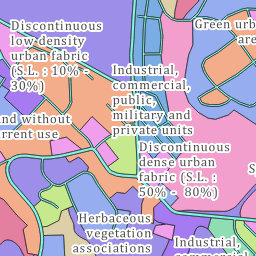 Discontinuous
low-density
urban fabric
(S.L. : 10% -
30%)
Green urb
are
Industrial,
commercial,
public,
military and
private units
nd without
rrent use
Discontinuous
dense urban
fabric (S.L. :
50% - 80%)
S
Herbaceous
vegetation
associations
Industrial,
commercial